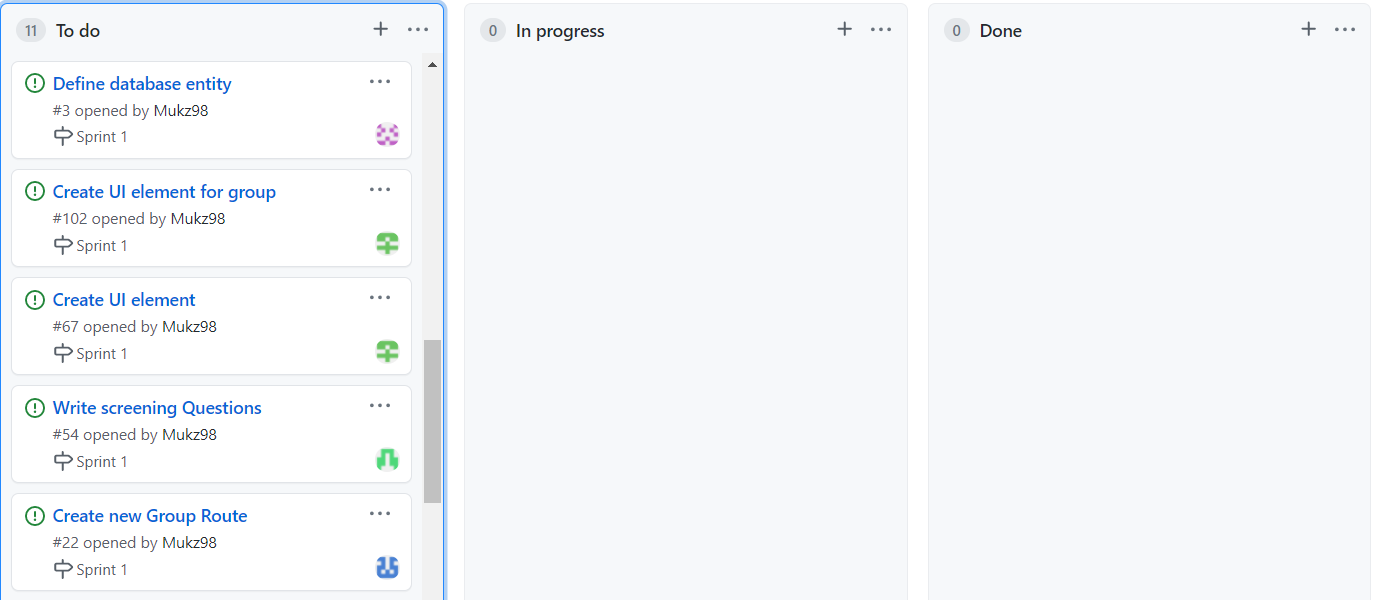 11 To do
Define database entity
#3 opened by Mukz98
Sprint 1
Create UI element for group
#102 opened by Mukz98
Sprint 1
Create UI element
#67 opened by Mukz98
Sprint 1
Write screening Questions
#54 opened by Mukz98
Sprint 1
Create new Group Route
#22 opened by Mukz98
Sprint 1
0 In progress
0 Done